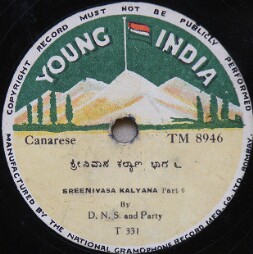 COPYRIGHT RECORD MUST NOT BE PUBLICLY PERFORMED
YOUNG INDIA
Canarese TM 8946
ಶ್ರೀನಿವಾಸ ಕಲ್ಯಾಣ ಭಾಗ ೬
SREENIVASA KALYANA Part 6
By
D. N. S. and Party
T 331
MANUFACTURED BY THE NATIONAL GRAMOPHONE RECORD MFG. CO. LTD. BOMBAY.